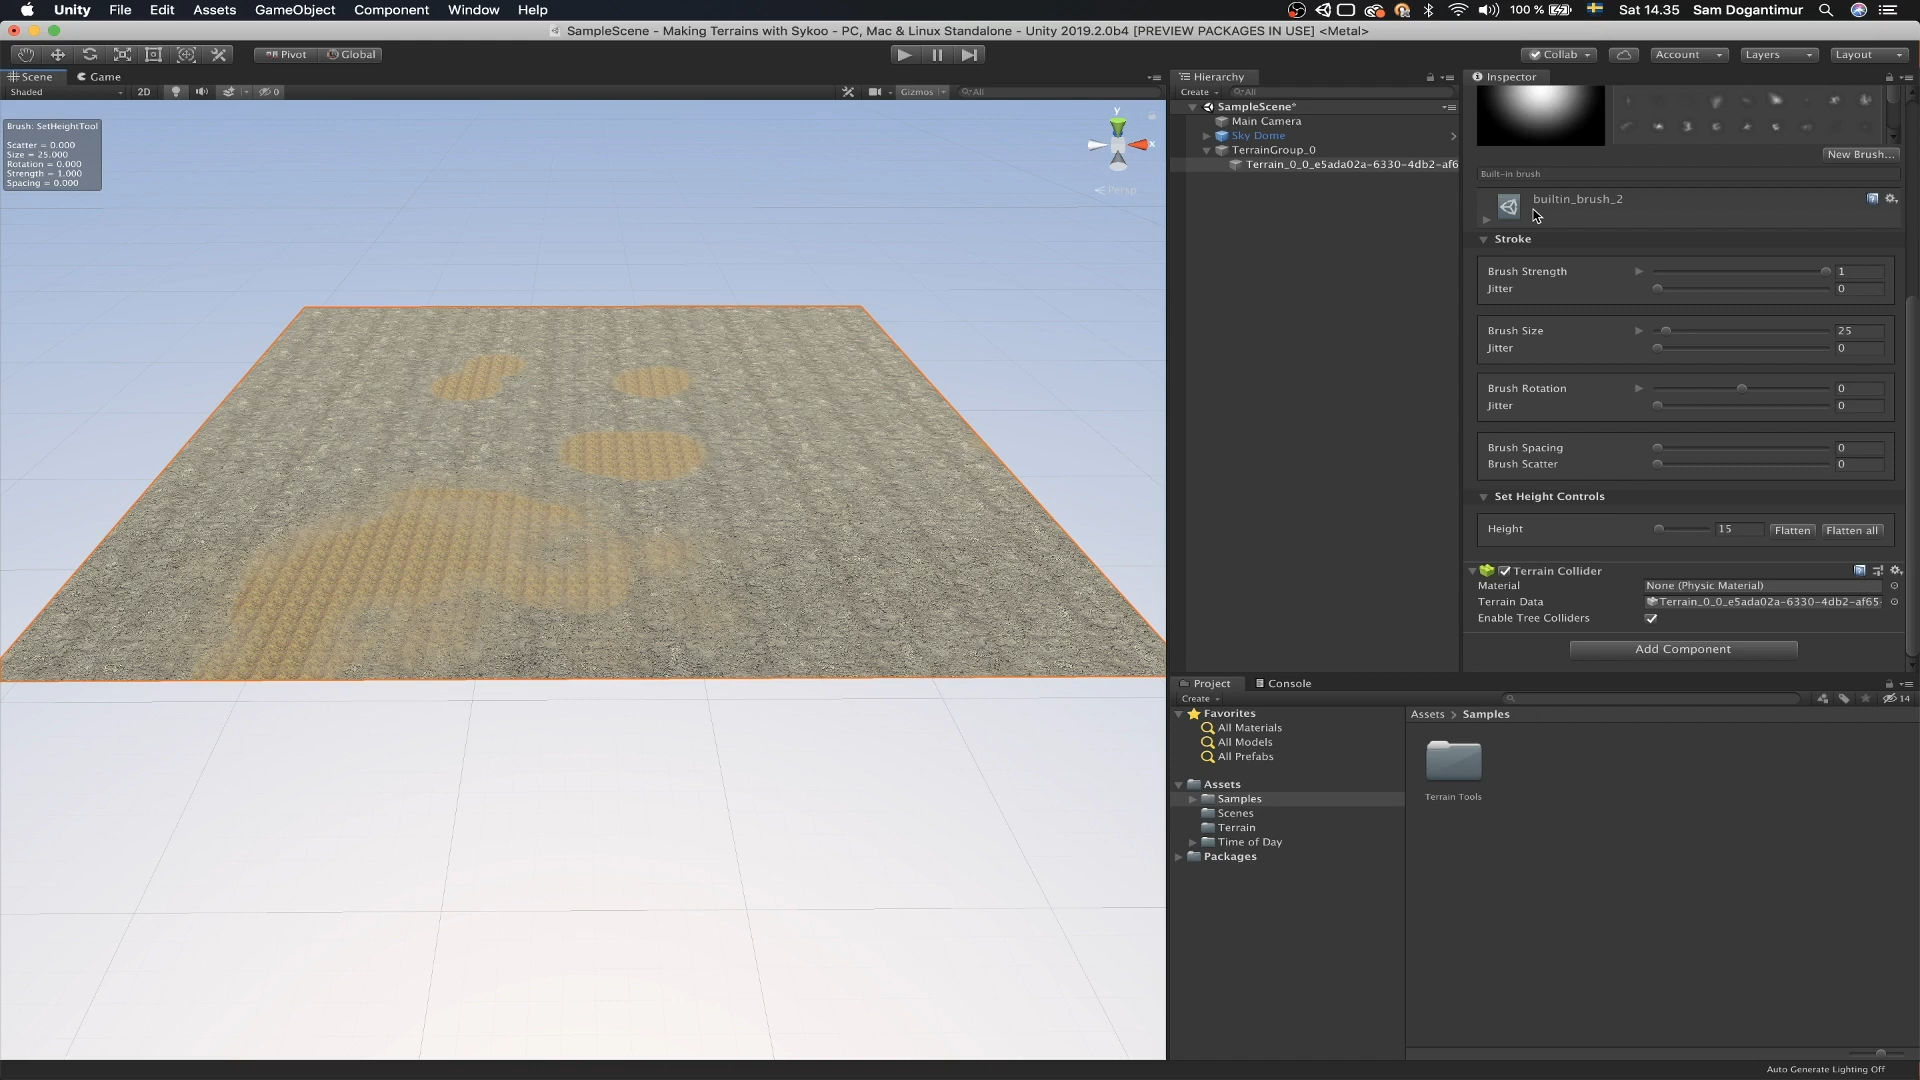 Unity File Edit Assets GameObject Component Window Help 100 % Sat 14.35 Sam Dogantimur
SampleScene - Making Terrains with Sykoo - PC, Mac & Linux Standalone - Unity 2019.2.0b4 [PREVIEW PACKAGES IN USE] <Metal>
Pivot Global Collab Account Layers Layout
Scene Game
Shaded 2D 0 Gizmos All
Brush: SetHeightTool
Scatter = 0.000
Size = 25.000
Rotation = 0.000
Strength = 1.000
Spacing = 0.000
y
x
Persp
Hierarchy
Create All
SampleScene*
Main Camera
Sky Dome
TerrainGroup_0
Terrain_0_0_e5ada02a-6330-4db2-af6
Inspector
New Brush...
Built-in brush
builtin_brush_2
Stroke
Brush Strength 1
Jitter 0
Brush Size 25
Jitter 0
Brush Rotation 0
Jitter 0
Brush Spacing 0
Brush Scatter 0
Set Height Controls
Height 15 Flatten Flatten all
Terrain Collider
Material None (Physic Material)
Terrain Data Terrain_0_0_e5ada02a-6330-4db2-af65-
Enable Tree Colliders
Add Component
Project Console
Create 14
Favorites
All Materials
All Models
All Prefabs
Assets
Samples
Scenes
Terrain
Time of Day
Packages
Assets > Samples
Terrain Tools
Auto Generate Lighting Off